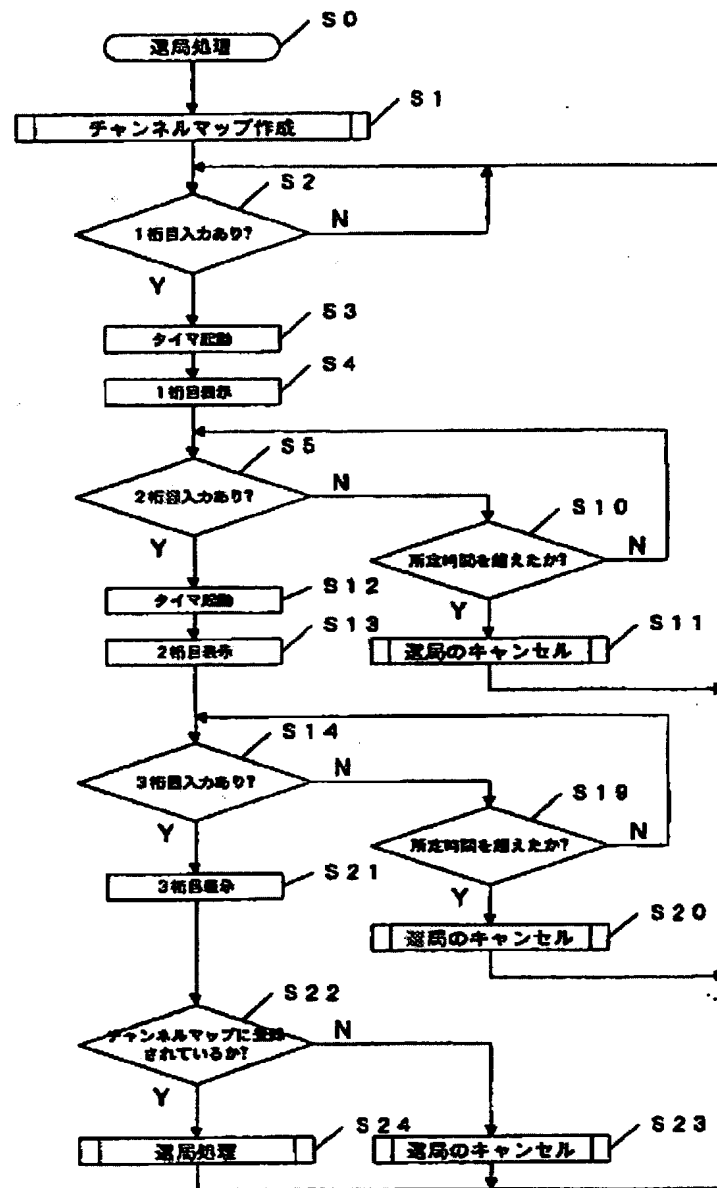 S0
選局処理
S1
チャンネルマップ作成
S2
1桁目入力あり?
N
Y
S3
タイマ起動
S4
1桁目表示
S5
2桁目入力あり?
N
Y
S10
所定時間を超えたか?
N
Y
S12
タイマ起動
S13
2桁目表示
S11
選局のキャンセル
S14
3桁目入力あり?
N
Y
S19
所定時間を超えたか?
N
Y
S21
3桁目表示
S20
選局のキャンセル
S22
チャンネルマップに登録
されているか?
N
Y
S24
選局処理
S23
選局のキャンセル